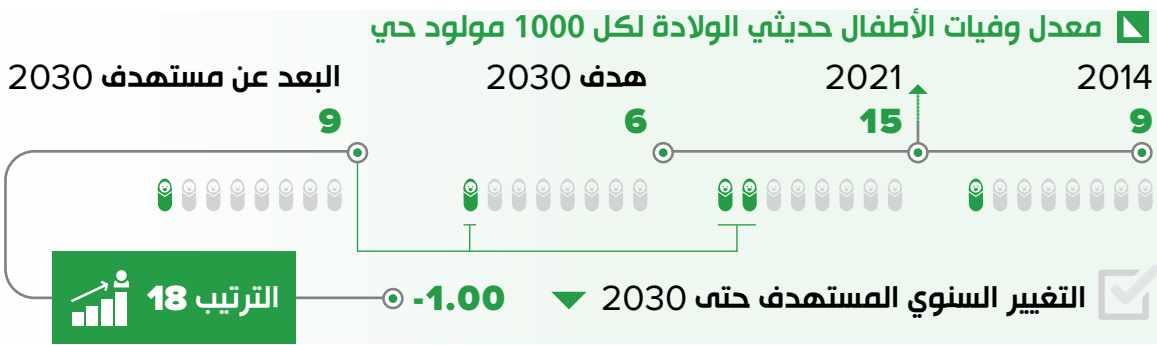 معدل وفيات الأطفال حديثي الولادة لكل 1000 مولود حي
2014 2021 هدف 2030 البعد عن مستهدف 2030
9 15 6 9
التغيير السنوي المستهدف حتى 2030 -1.00 الترتيب 18